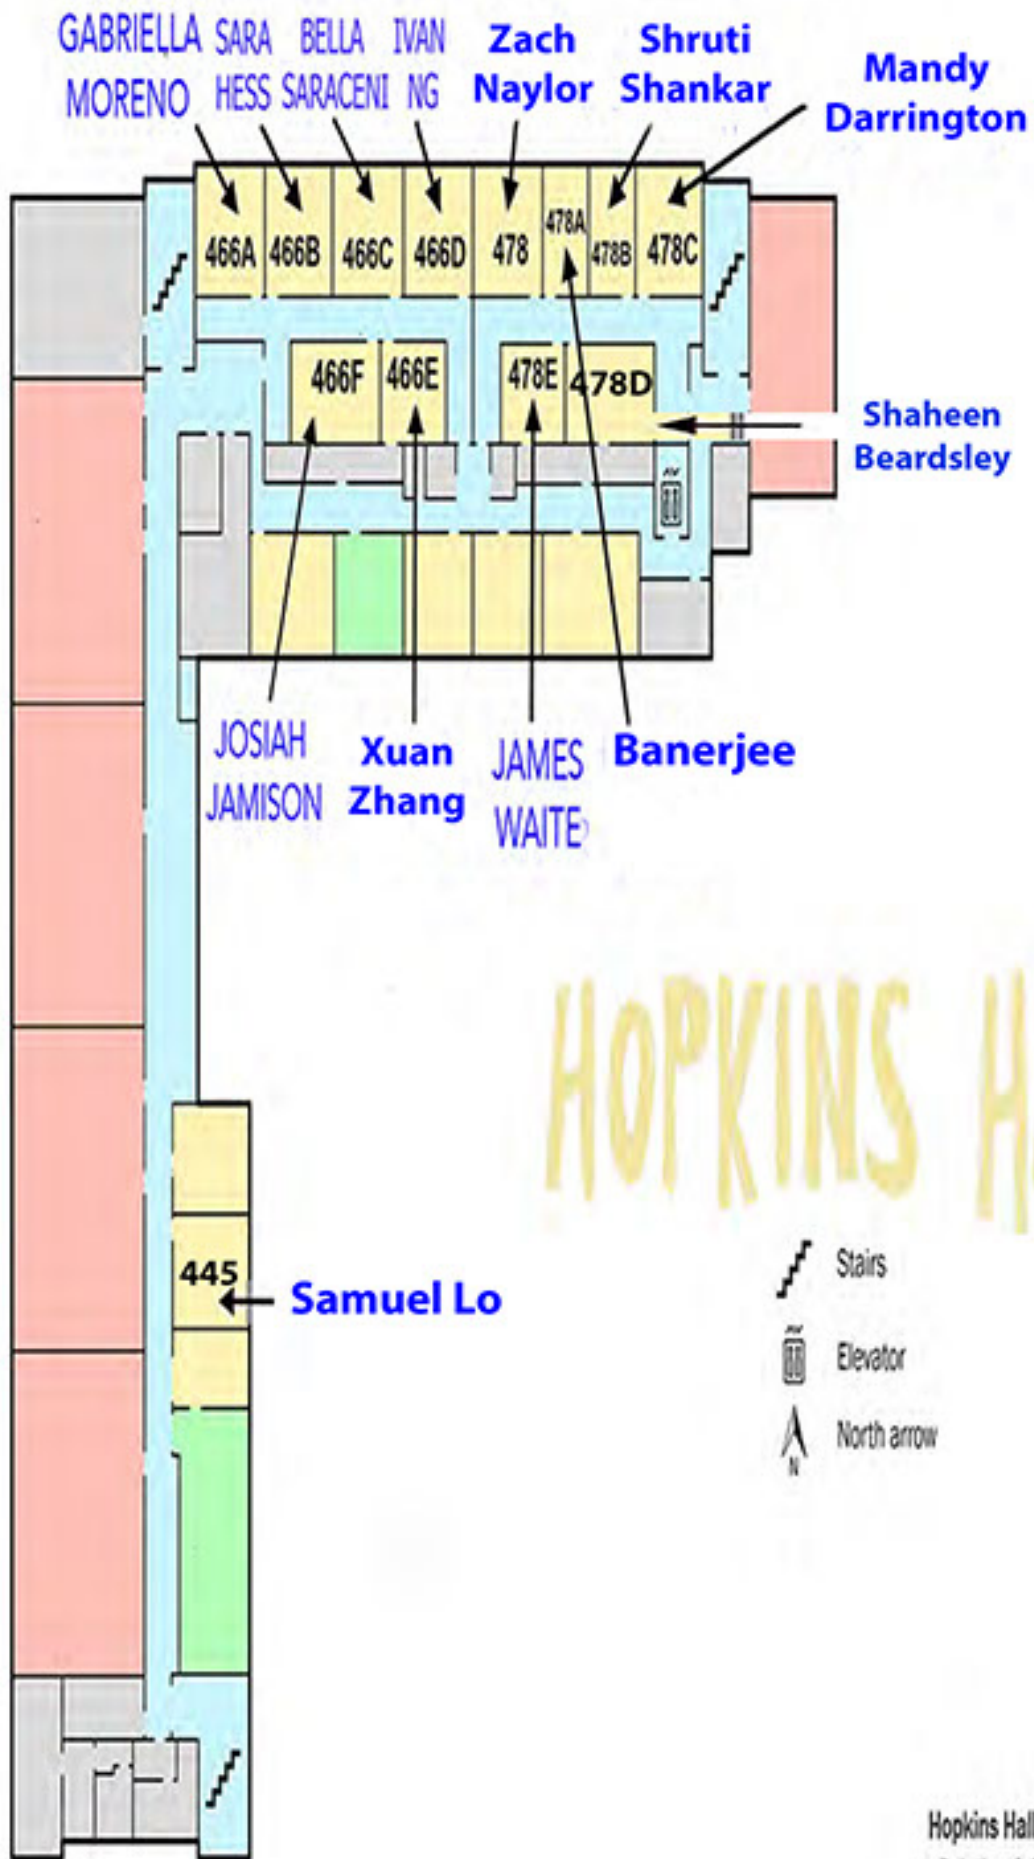 GABRIELLA MORENO
SARA HESS
BELLA SARACENI
IVAN NG
Zach Naylor
Shruti Shankar
Mandy Darrington
466A
466B
466C
466D
478
478A
478B
478C
466F
466E
478E
478D
Shaheen Beardsley
JOSIAH JAMISON
Xuan Zhang
JAMES WAITE
Banerjee
HOPKINS
445
Samuel Lo
Stairs
Elevator
N
North arrow
Hopkins Hall